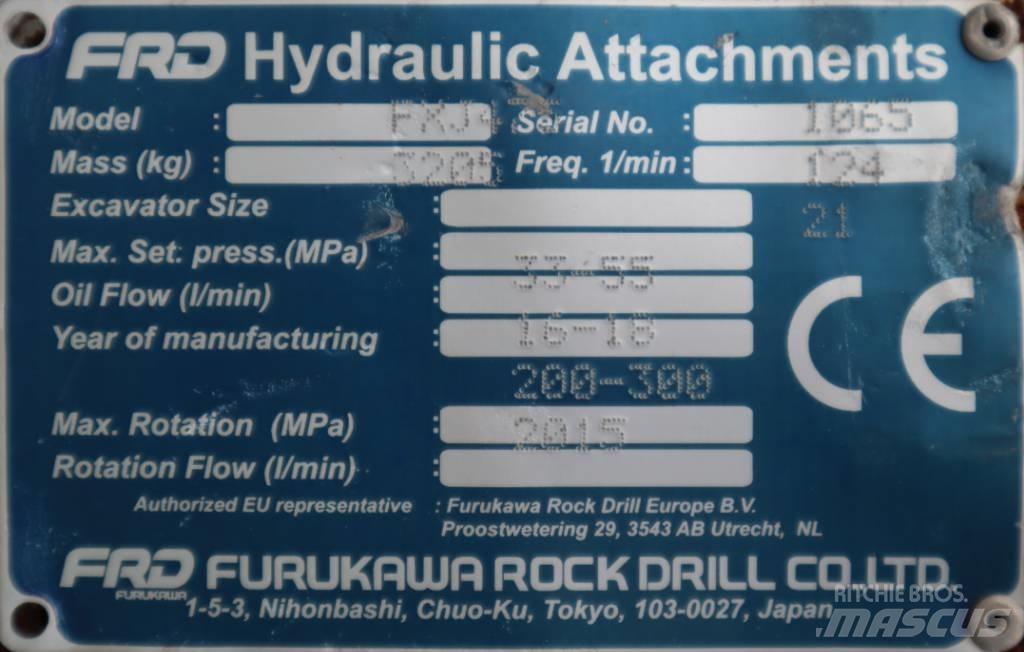 FRD Hydraulic Attachments
Model : Serial No. : 1065
Mass (kg) : 3205 Freq. 1/min : 124
Excavator Size : 21
Max. Set: press.(MPa) : 33-55
Oil Flow (l/min) :
Year of manufacturing : 16-18
200-300
Max. Rotation (MPa) : 2015
Rotation Flow (l/min) :
CE
Authorized EU representative : Furukawa Rock Drill Europe B.V.
Proostwetering 29, 3543 AB Utrecht, NL
FRD FURUKAWA ROCK DRILL CO.,LTD.
FURUKAWA
1-5-3, Nihonbashi, Chuo-Ku, Tokyo, 103-0027, Japan
RITCHIE BROS.
MASCUS